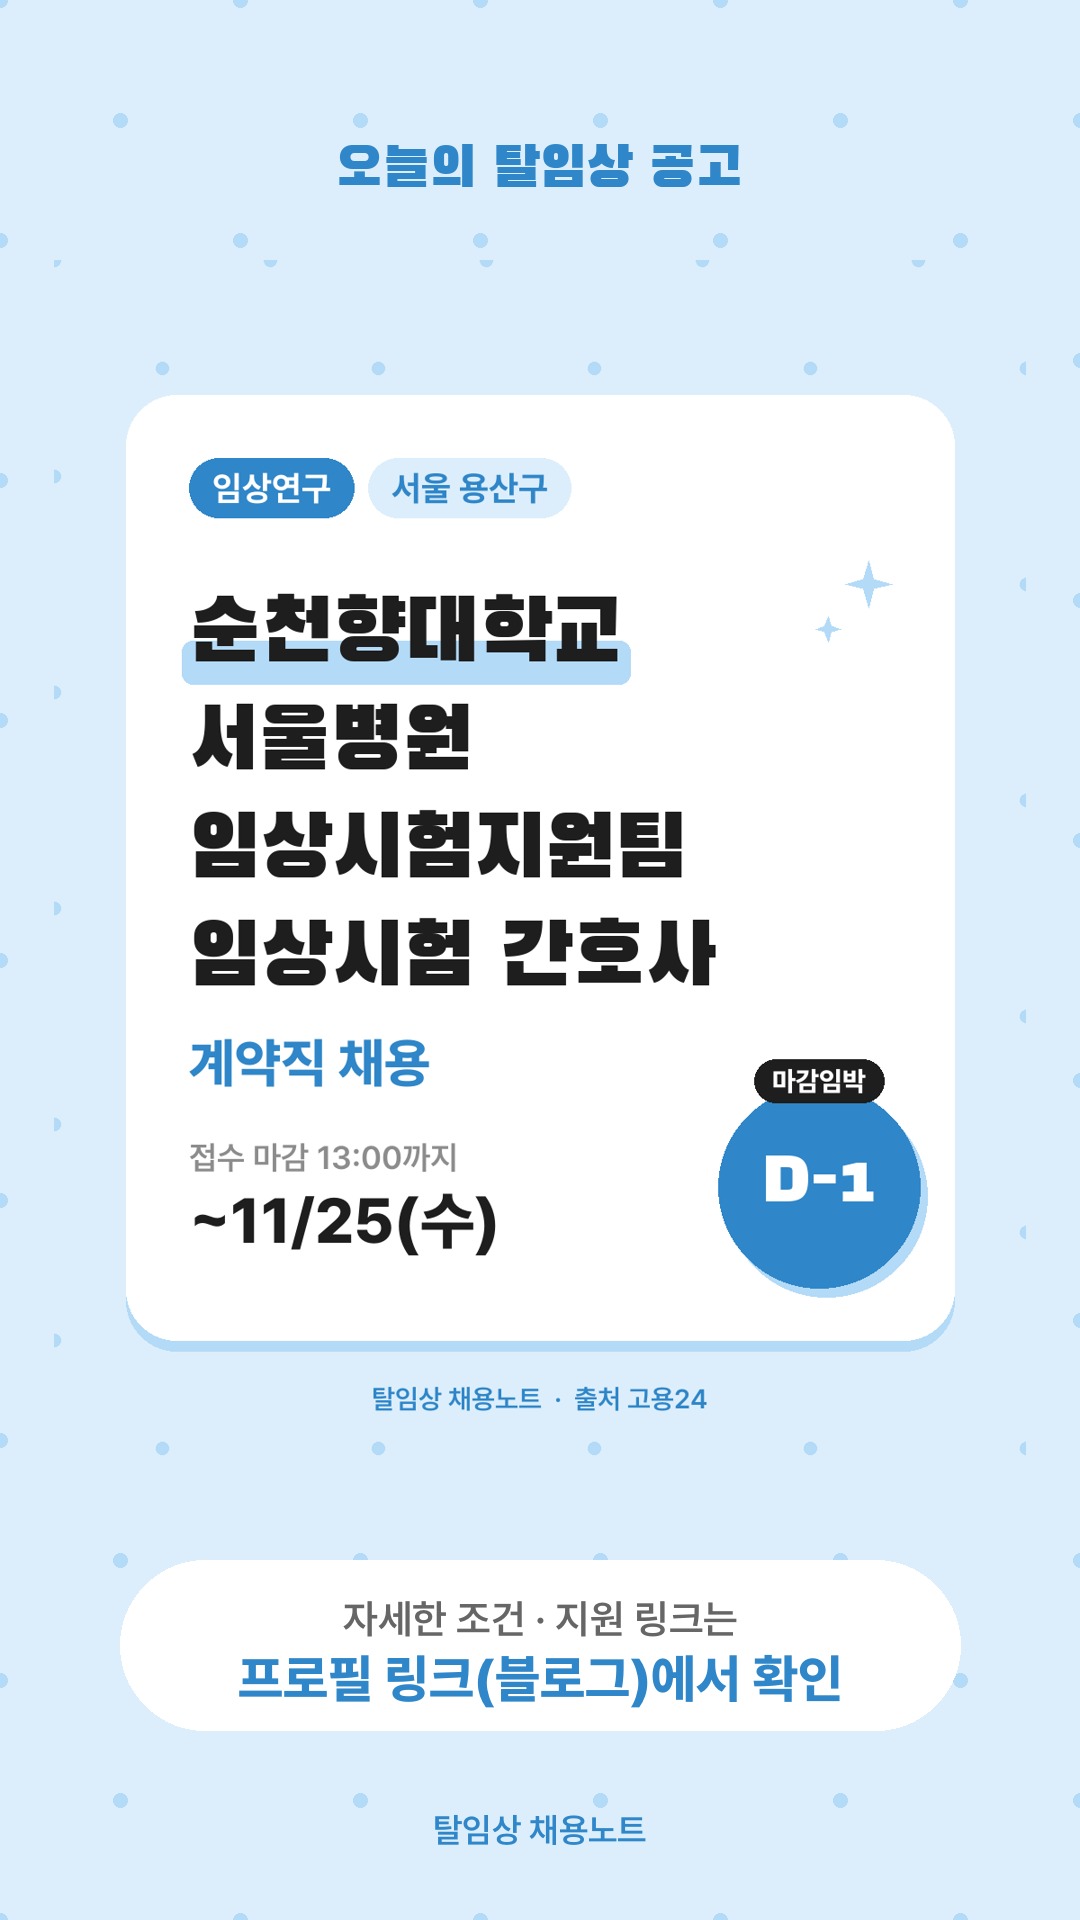 오늘의 탈임상 공고
임상연구
서울 용산구
순천향대학교
서울병원
임상시험지원팀
임상시험 간호사
계약직 채용
마감임박
D-1
접수 마감 13:00까지
~11/25(수)
탈임상 채용노트 · 출처 고용24
자세한 조건 · 지원 링크는
프로필 링크(블로그)에서 확인
탈임상 채용노트